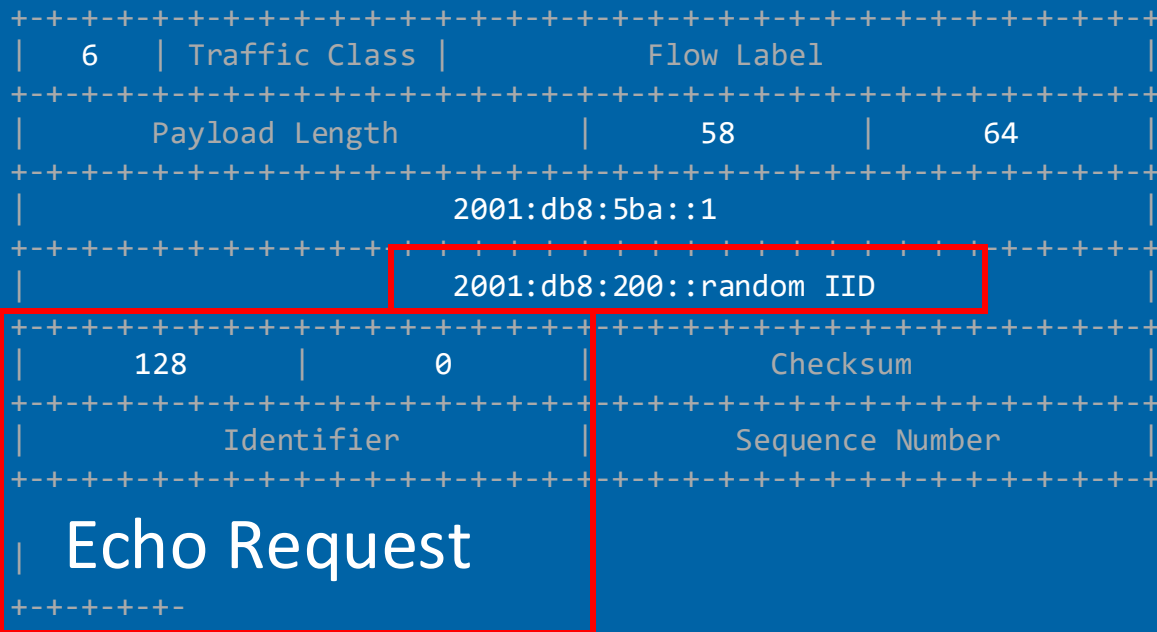 +-+-+-+-+-+-+-+-+-+-+-+-+-+-+-+-+-+-+-+-+-+-+-+-+-+-+-+-+-+-+-+-+
| 6 | Traffic Class | Flow Label |
+-+-+-+-+-+-+-+-+-+-+-+-+-+-+-+-+-+-+-+-+-+-+-+-+-+-+-+-+-+-+-+-+
| Payload Length | 58 | 64 |
+-+-+-+-+-+-+-+-+-+-+-+-+-+-+-+-+-+-+-+-+-+-+-+-+-+-+-+-+-+-+-+-+
| 2001:db8:5ba::1 |
+-+-+-+-+-+-+-+-+-+-+-+-+-+-+-+-+-+-+-+-+-+-+-+-+-+-+-+-+-+-+-+-+
| 2001:db8:200::random IID |
+-+-+-+-+-+-+-+-+-+-+-+-+-+-+-+-+-+-+-+-+-+-+-+-+-+-+-+-+-+-+-+-+
| 128 | 0 | Checksum |
+-+-+-+-+-+-+-+-+-+-+-+-+-+-+-+-+-+-+-+-+-+-+-+-+-+-+-+-+-+-+-+-+
| Identifier | Sequence Number |
+-+-+-+-+-+-+-+-+-+-+-+-+-+-+-+-+-+-+-+-+-+-+-+-+-+-+-+-+-+-+-+-+
| Echo Request
+-+-+-+-+-